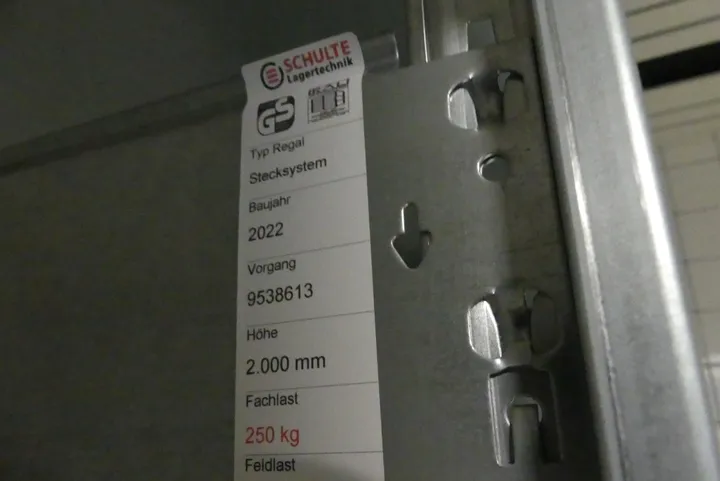 SCHULTE
Lagertechnik
GS
Typ Regal
Stecksystem
Baujahr
2022
Vorgang
9538613
Höhe
2.000 mm
Fachlast
250 kg
Feldlast